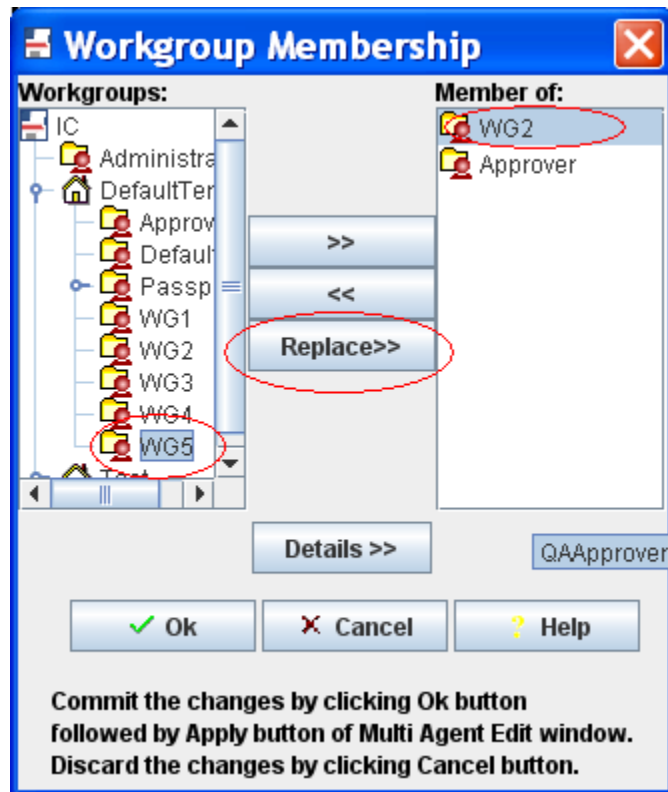 Workgroup Membership
Workgroups:
Member of:
IC
Administra
DefaultTer
Approv
Default
Passp
WG1
WG2
WG3
WG4
WG5
Test
>>
<<
Replace>>
WG2
Approver
Details >>
QAApprover
Ok
Cancel
? Help
Commit the changes by clicking Ok button
followed by Apply button of Multi Agent Edit window.
Discard the changes by clicking Cancel button.